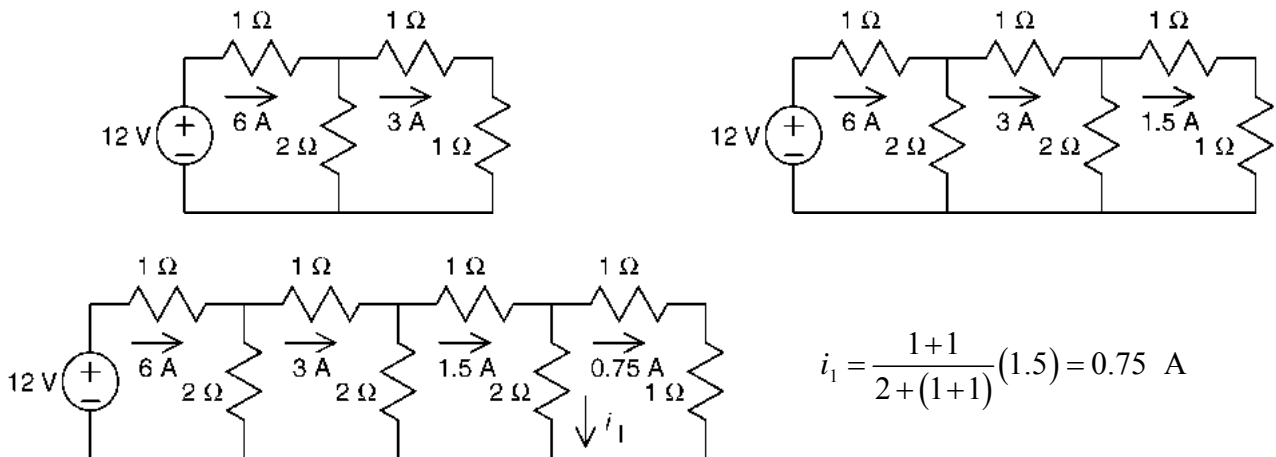 1 Ω 1 Ω
12 V 6 A 3 A
2 Ω 1 Ω
1 Ω 1 Ω 1 Ω
12 V 6 A 3 A 1.5 A
2 Ω 2 Ω 1 Ω
1 Ω 1 Ω 1 Ω 1 Ω
12 V 6 A 3 A 1.5 A 0.75 A
2 Ω 2 Ω 2 Ω 1 Ω
i₁
i₁ = (1+1)/(2+(1+1)) (1.5) = 0.75 A